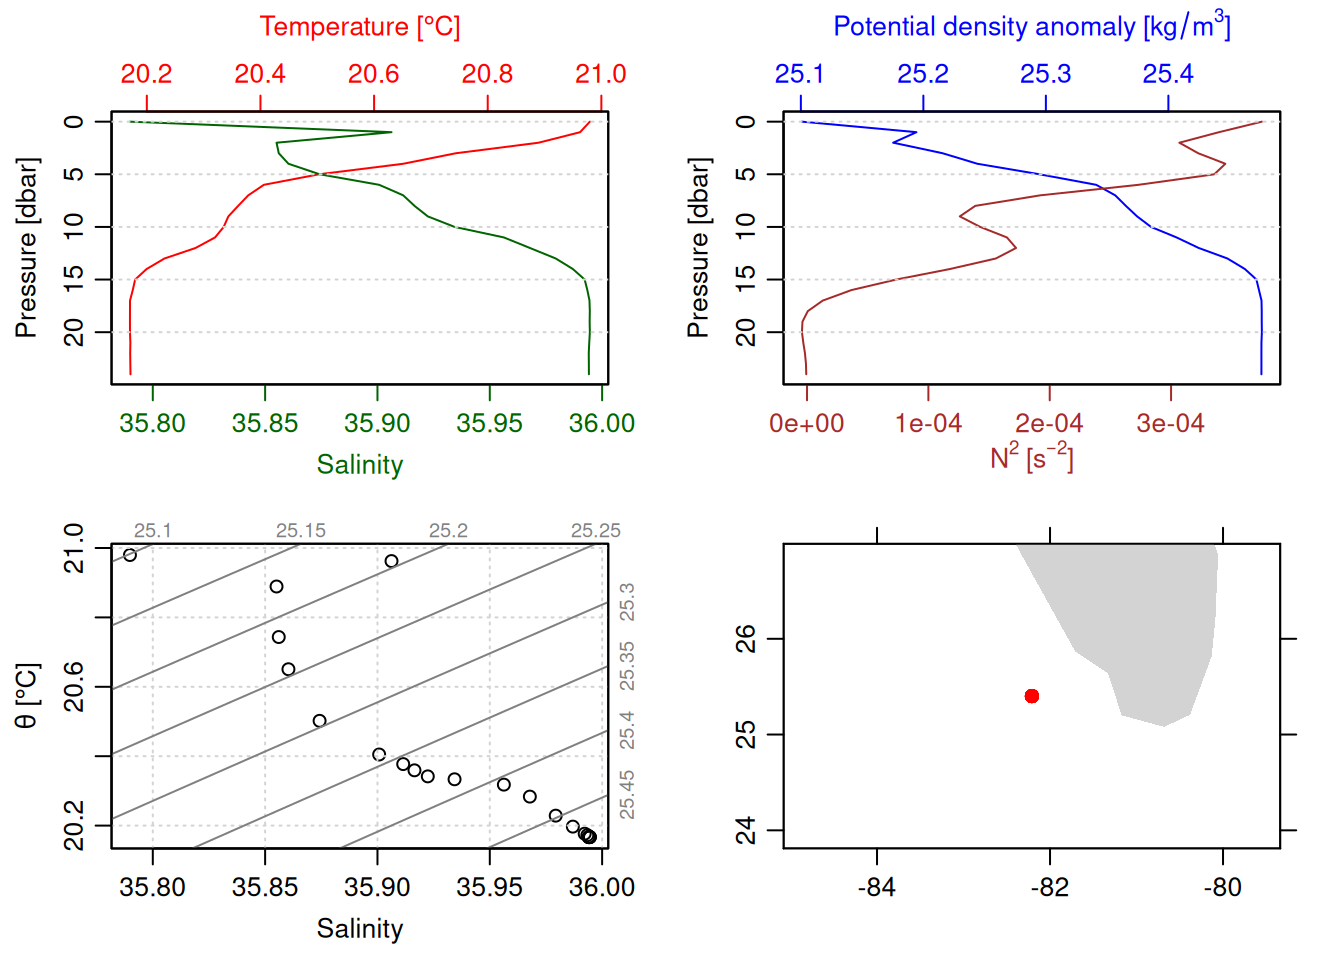 Temperature [°C]
20.2 20.4 20.6 20.8 21.0
Pressure [dbar]
0
5
10
15
20
35.80 35.85 35.90 35.95 36.00
Salinity
Potential density anomaly [kg/m³]
25.1 25.2 25.3 25.4
Pressure [dbar]
0
5
10
15
20
0e+00 1e-04 2e-04 3e-04
N² [s⁻²]
25.1 25.15 25.2 25.25
25.3
25.35
25.4
25.45
θ [°C]
21.0
20.6
20.2
35.80 35.85 35.90 35.95 36.00
Salinity
26
25
24
-84 -82 -80